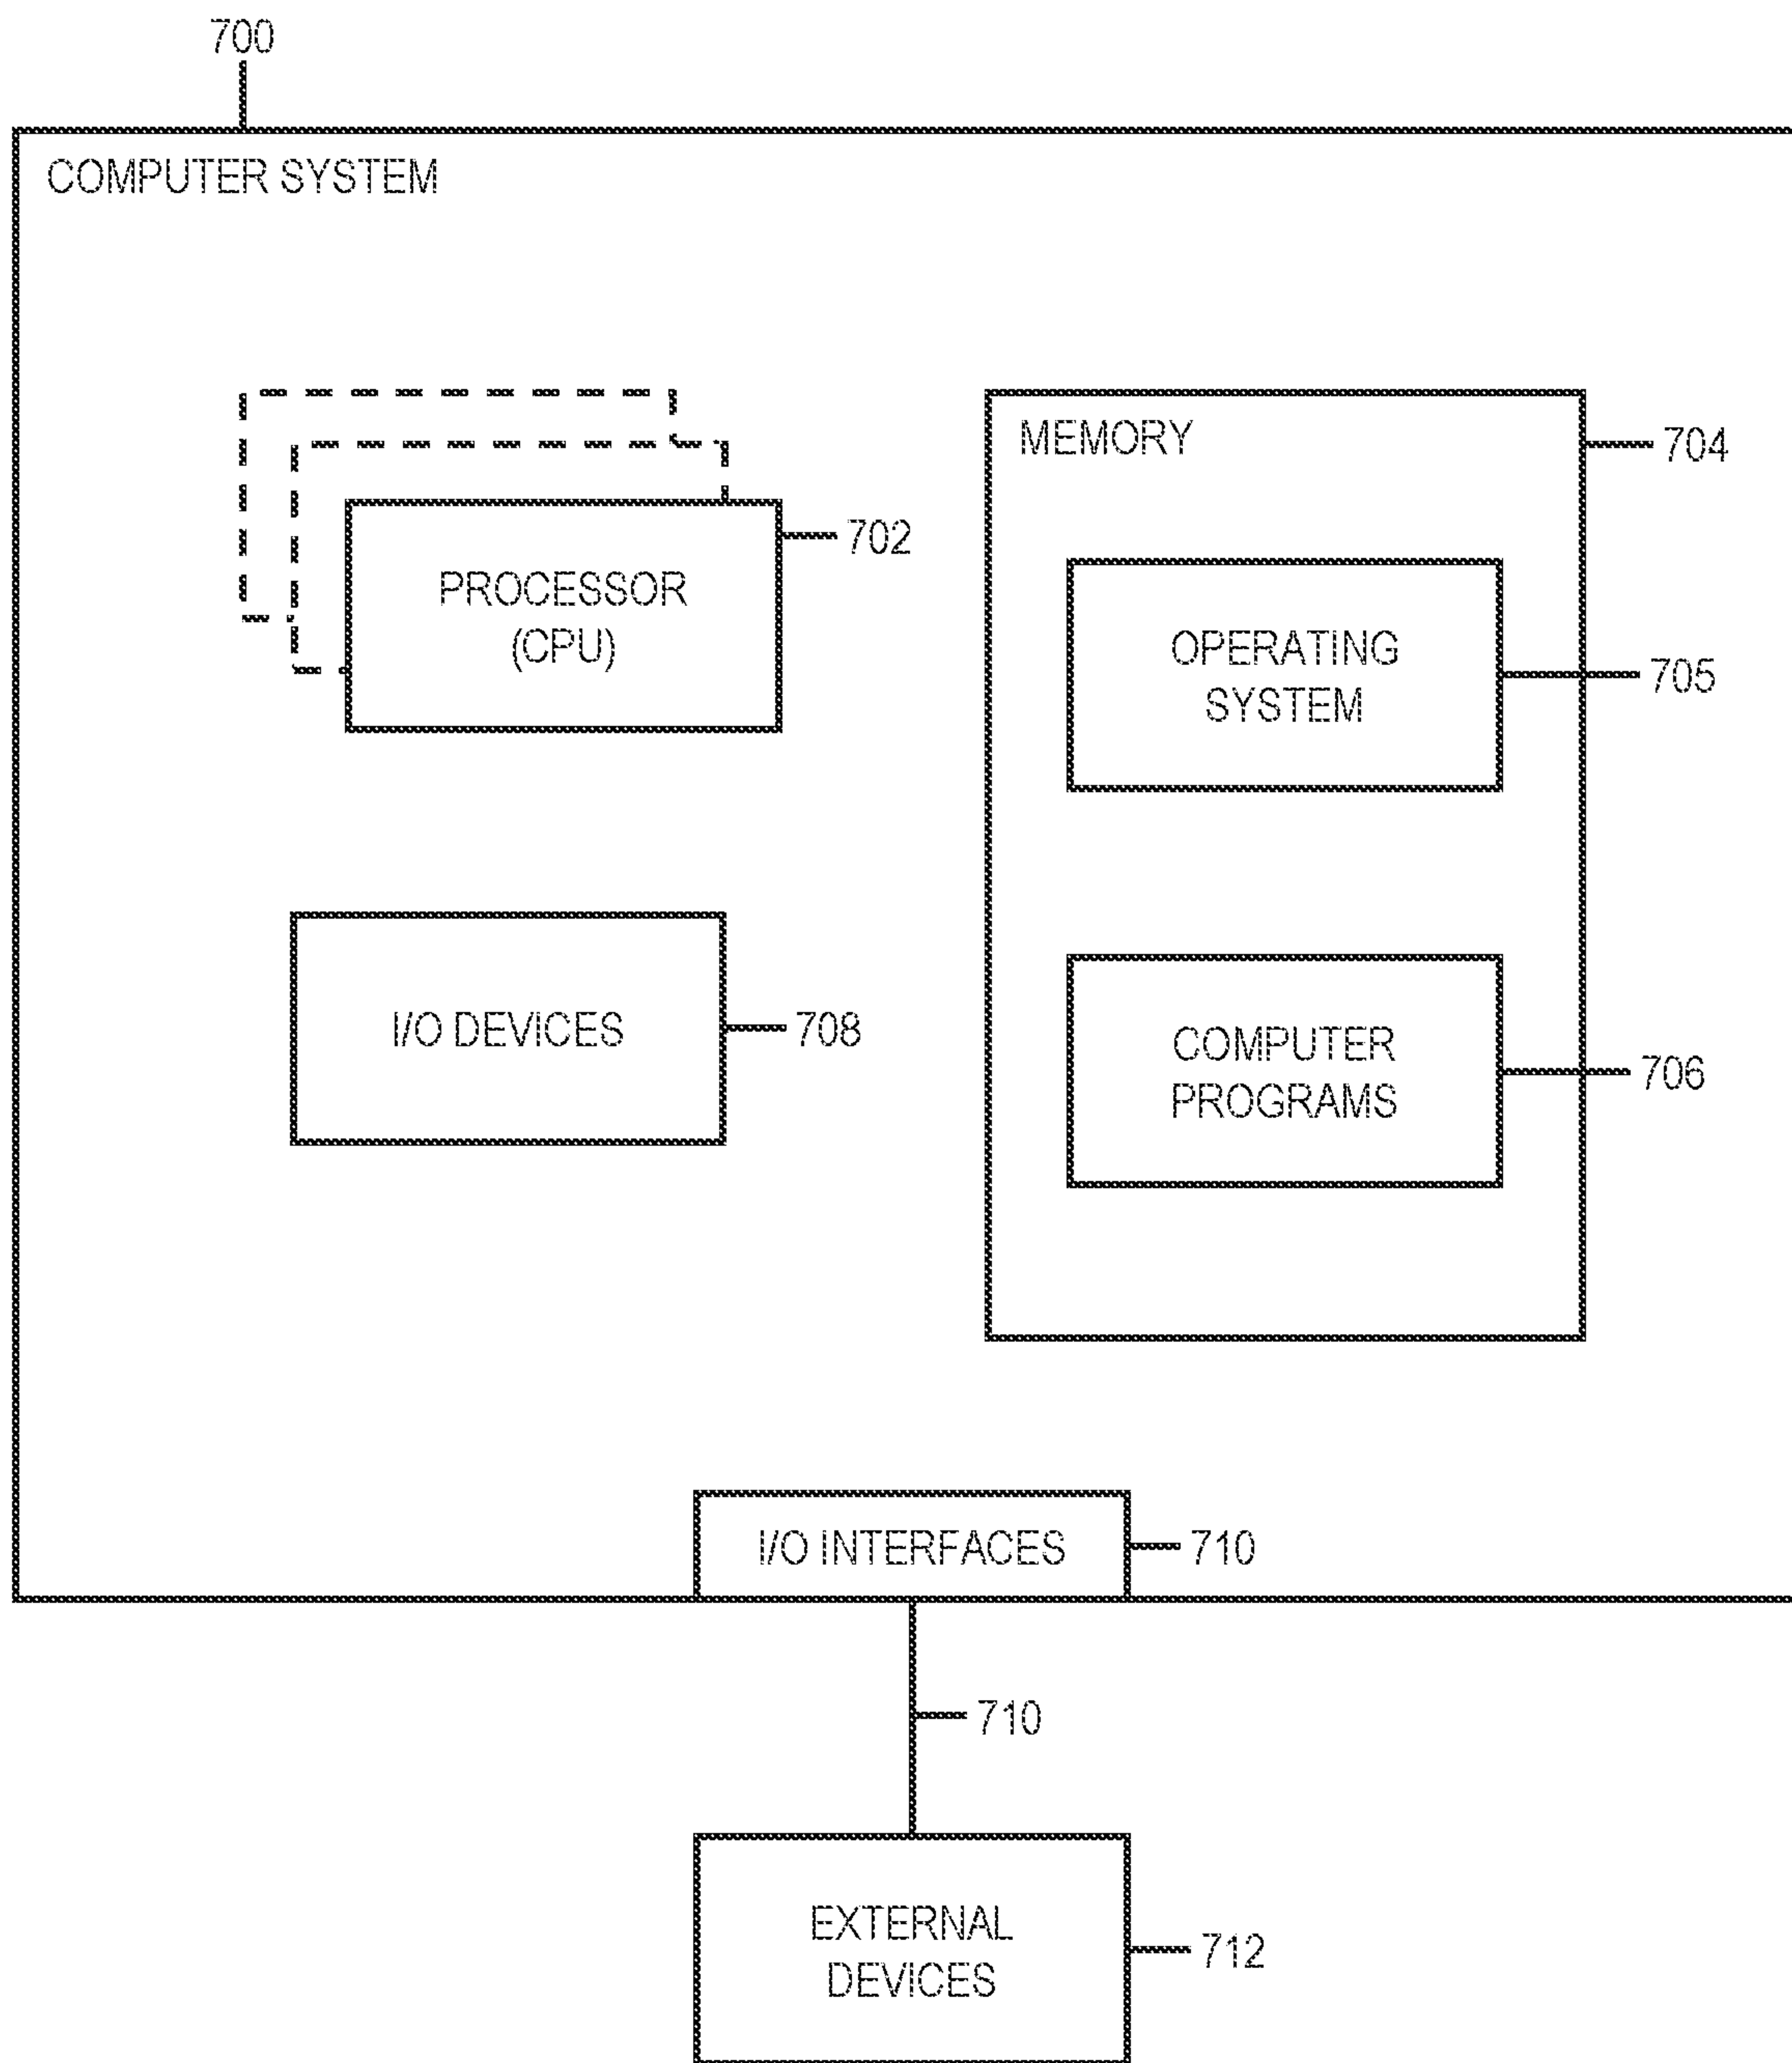 700
COMPUTER SYSTEM
MEMORY
704
702
PROCESSOR
(CPU)
OPERATING
SYSTEM
705
I/O DEVICES
708
COMPUTER
PROGRAMS
706
I/O INTERFACES
710
710
EXTERNAL
DEVICES
712